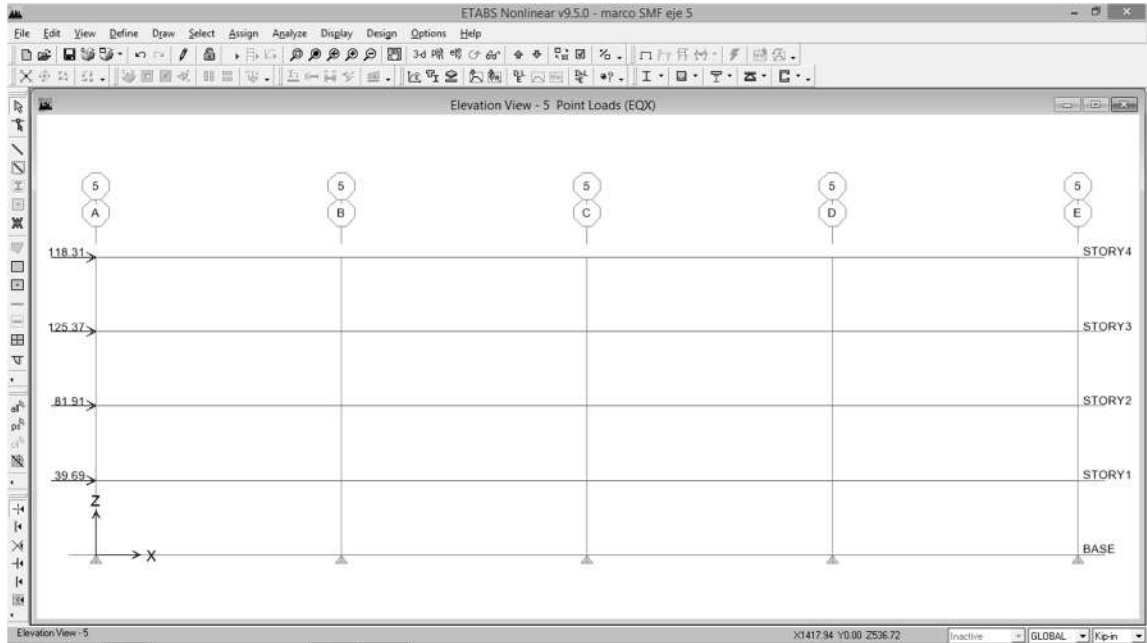 ETABS Nonlinear v9.5.0 - marco SMF eje 5
File Edit View Define Draw Select Assign Analyze Display Design Options Help
3-d
Elevation View - 5 Point Loads (EQX)
5 5 5 5 5
A B C D E
118.31 STORY4
125.37 STORY3
81.91 STORY2
39.69 STORY1
Z
X
BASE
Elevation View - 5 X1417.94 Y0.00 Z536.72 Inactive GLOBAL Kip-in